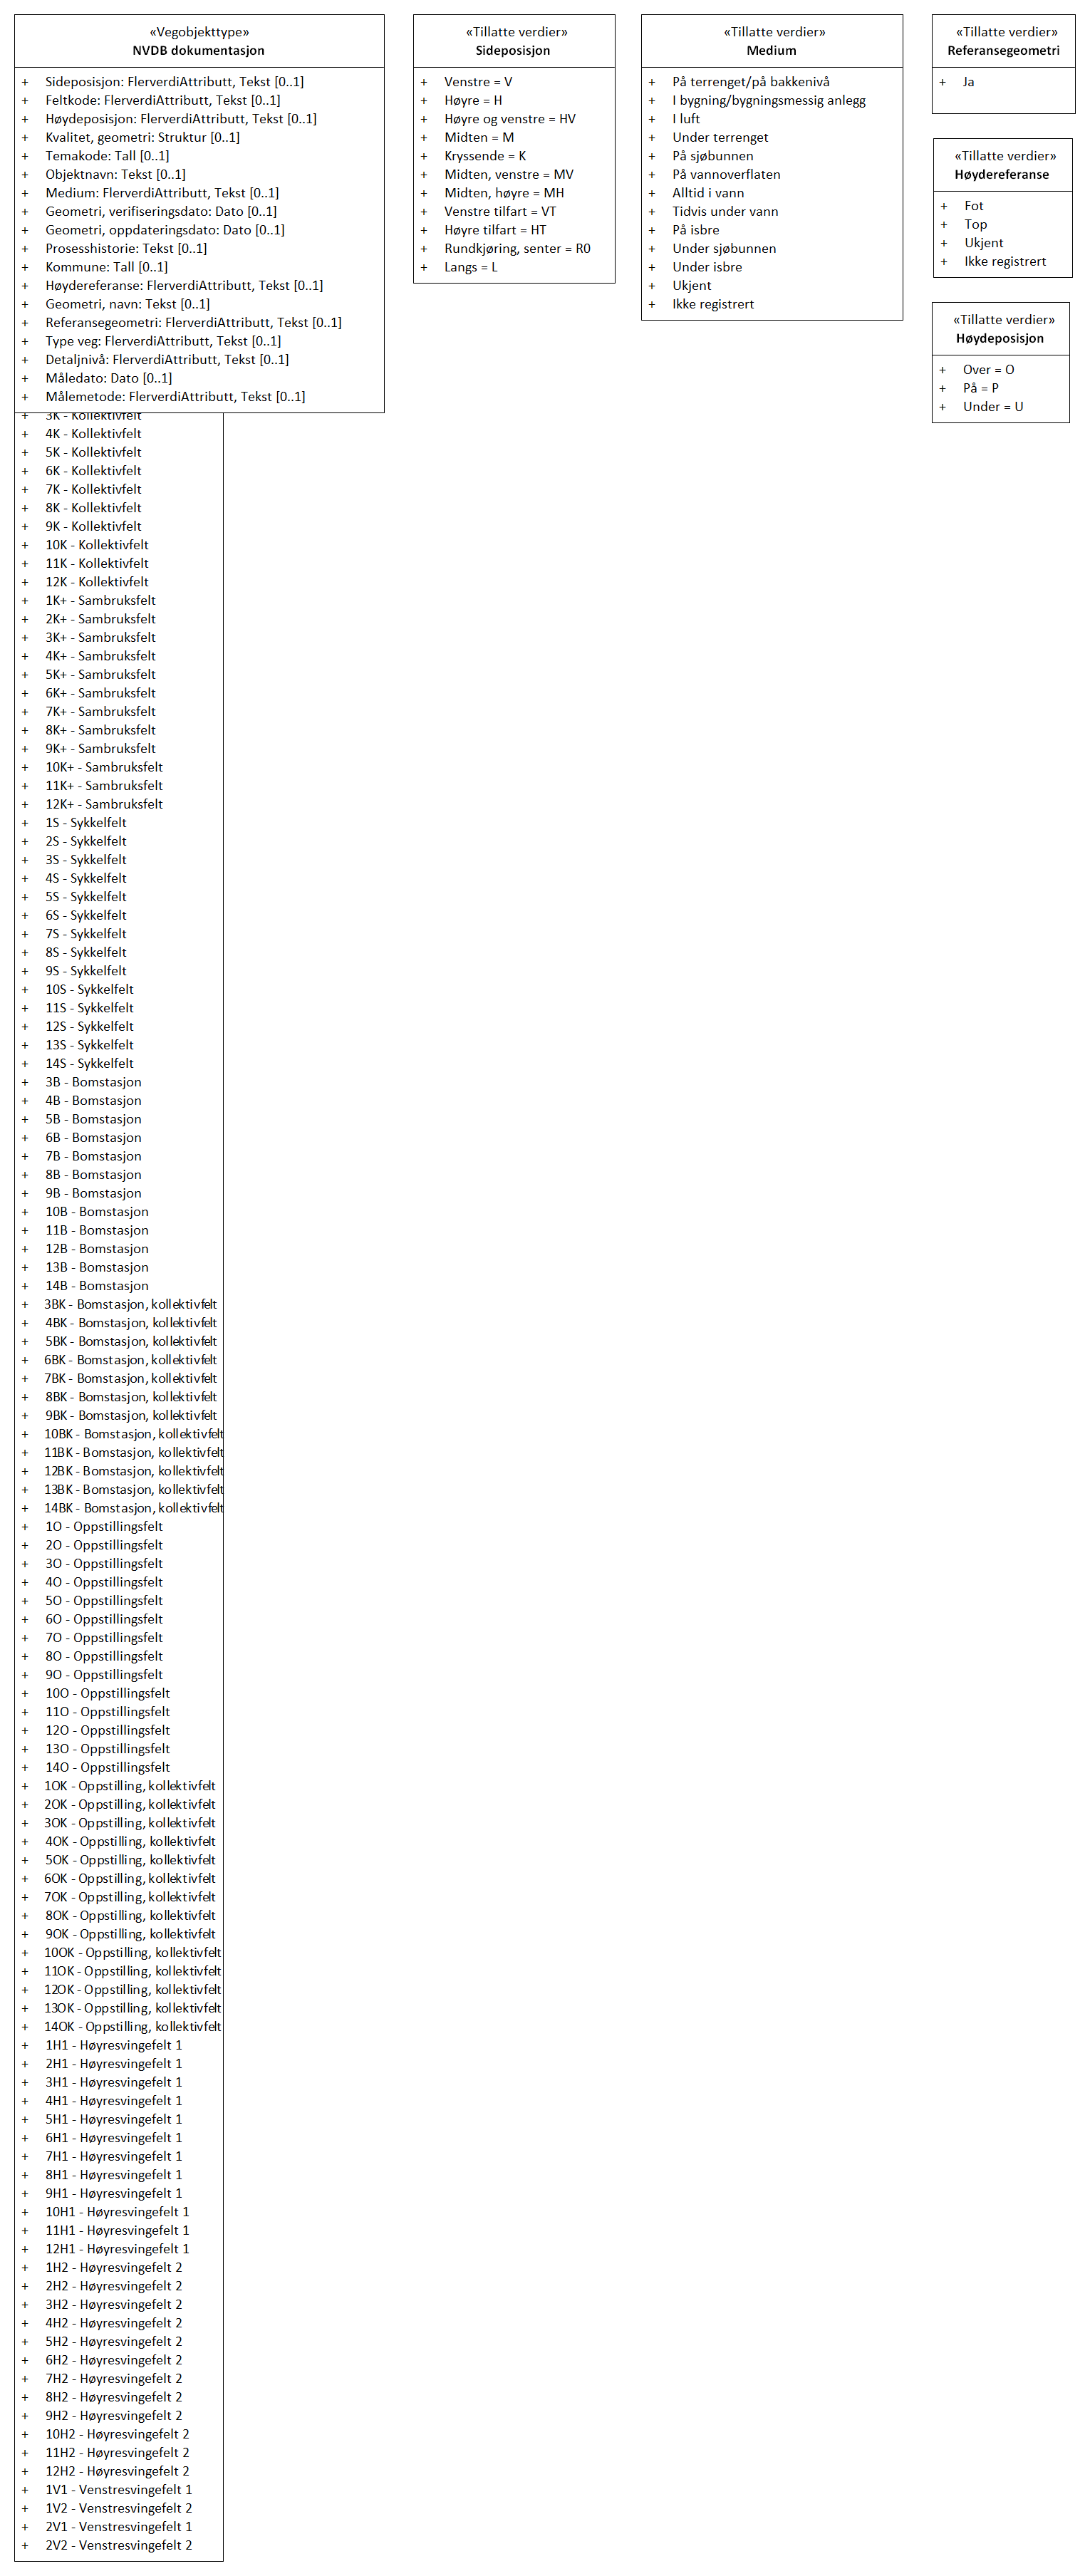 «Vegobjekttype»
NVDB dokumentasjon
+ Sideposisjon: FlerverdiAttributt, Tekst [0..1]
+ Feltkode: FlerverdiAttributt, Tekst [0..1]
+ Høydeposisjon: FlerverdiAttributt, Tekst [0..1]
+ Kvalitet, geometri: Struktur [0..1]
+ Temakode: Tall [0..1]
+ Objektnavn: Tekst [0..1]
+ Medium: FlerverdiAttributt, Tekst [0..1]
+ Geometri, verifiseringsdato: Dato [0..1]
+ Geometri, oppdateringsdato: Dato [0..1]
+ Prosesshistorie: Tekst [0..1]
+ Kommune: Tall [0..1]
+ Høydereferanse: FlerverdiAttributt, Tekst [0..1]
+ Geometri, navn: Tekst [0..1]
+ Referansegeometri: FlerverdiAttributt, Tekst [0..1]
+ Type veg: FlerverdiAttributt, Tekst [0..1]
+ Detaljnivå: FlerverdiAttributt, Tekst [0..1]
+ Måledato: Dato [0..1]
+ Målemetode: FlerverdiAttributt, Tekst [0..1]
+ 3K - Kollektivfelt
+ 4K - Kollektivfelt
+ 5K - Kollektivfelt
+ 6K - Kollektivfelt
+ 7K - Kollektivfelt
+ 8K - Kollektivfelt
+ 9K - Kollektivfelt
+ 10K - Kollektivfelt
+ 11K - Kollektivfelt
+ 12K - Kollektivfelt
+ 1K+ - Sambruksfelt
+ 2K+ - Sambruksfelt
+ 3K+ - Sambruksfelt
+ 4K+ - Sambruksfelt
+ 5K+ - Sambruksfelt
+ 6K+ - Sambruksfelt
+ 7K+ - Sambruksfelt
+ 8K+ - Sambruksfelt
+ 9K+ - Sambruksfelt
+ 10K+ - Sambruksfelt
+ 11K+ - Sambruksfelt
+ 12K+ - Sambruksfelt
+ 1S - Sykkelfelt
+ 2S - Sykkelfelt
+ 3S - Sykkelfelt
+ 4S - Sykkelfelt
+ 5S - Sykkelfelt
+ 6S - Sykkelfelt
+ 7S - Sykkelfelt
+ 8S - Sykkelfelt
+ 9S - Sykkelfelt
+ 10S - Sykkelfelt
+ 11S - Sykkelfelt
+ 12S - Sykkelfelt
+ 13S - Sykkelfelt
+ 14S - Sykkelfelt
+ 3B - Bomstasjon
+ 4B - Bomstasjon
+ 5B - Bomstasjon
+ 6B - Bomstasjon
+ 7B - Bomstasjon
+ 8B - Bomstasjon
+ 9B - Bomstasjon
+ 10B - Bomstasjon
+ 11B - Bomstasjon
+ 12B - Bomstasjon
+ 13B - Bomstasjon
+ 14B - Bomstasjon
+ 3BK - Bomstasjon, kollektivfelt
+ 4BK - Bomstasjon, kollektivfelt
+ 5BK - Bomstasjon, kollektivfelt
+ 6BK - Bomstasjon, kollektivfelt
+ 7BK - Bomstasjon, kollektivfelt
+ 8BK - Bomstasjon, kollektivfelt
+ 9BK - Bomstasjon, kollektivfelt
+ 10BK - Bomstasjon, kollektivfelt
+ 11BK - Bomstasjon, kollektivfelt
+ 12BK - Bomstasjon, kollektivfelt
+ 13BK - Bomstasjon, kollektivfelt
+ 14BK - Bomstasjon, kollektivfelt
+ 1O - Oppstillingsfelt
+ 2O - Oppstillingsfelt
+ 3O - Oppstillingsfelt
+ 4O - Oppstillingsfelt
+ 5O - Oppstillingsfelt
+ 6O - Oppstillingsfelt
+ 7O - Oppstillingsfelt
+ 8O - Oppstillingsfelt
+ 9O - Oppstillingsfelt
+ 10O - Oppstillingsfelt
+ 11O - Oppstillingsfelt
+ 12O - Oppstillingsfelt
+ 13O - Oppstillingsfelt
+ 14O - Oppstillingsfelt
+ 1OK - Oppstilling, kollektivfelt
+ 2OK - Oppstilling, kollektivfelt
+ 3OK - Oppstilling, kollektivfelt
+ 4OK - Oppstilling, kollektivfelt
+ 5OK - Oppstilling, kollektivfelt
+ 6OK - Oppstilling, kollektivfelt
+ 7OK - Oppstilling, kollektivfelt
+ 8OK - Oppstilling, kollektivfelt
+ 9OK - Oppstilling, kollektivfelt
+ 10OK - Oppstilling, kollektivfelt
+ 11OK - Oppstilling, kollektivfelt
+ 12OK - Oppstilling, kollektivfelt
+ 13OK - Oppstilling, kollektivfelt
+ 14OK - Oppstilling, kollektivfelt
+ 1H1 - Høyresvingefelt 1
+ 2H1 - Høyresvingefelt 1
+ 3H1 - Høyresvingefelt 1
+ 4H1 - Høyresvingefelt 1
+ 5H1 - Høyresvingefelt 1
+ 6H1 - Høyresvingefelt 1
+ 7H1 - Høyresvingefelt 1
+ 8H1 - Høyresvingefelt 1
+ 9H1 - Høyresvingefelt 1
+ 10H1 - Høyresvingefelt 1
+ 11H1 - Høyresvingefelt 1
+ 12H1 - Høyresvingefelt 1
+ 1H2 - Høyresvingefelt 2
+ 2H2 - Høyresvingefelt 2
+ 3H2 - Høyresvingefelt 2
+ 4H2 - Høyresvingefelt 2
+ 5H2 - Høyresvingefelt 2
+ 6H2 - Høyresvingefelt 2
+ 7H2 - Høyresvingefelt 2
+ 8H2 - Høyresvingefelt 2
+ 9H2 - Høyresvingefelt 2
+ 10H2 - Høyresvingefelt 2
+ 11H2 - Høyresvingefelt 2
+ 12H2 - Høyresvingefelt 2
+ 1V1 - Venstresvingefelt 1
+ 1V2 - Venstresvingefelt 2
+ 2V1 - Venstresvingefelt 1
+ 2V2 - Venstresvingefelt 2
«Tillatte verdier»
Sideposisjon
+ Venstre = V
+ Høyre = H
+ Høyre og venstre = HV
+ Midten = M
+ Kryssende = K
+ Midten, venstre = MV
+ Midten, høyre = MH
+ Venstre tilfart = VT
+ Høyre tilfart = HT
+ Rundkjøring, senter = R0
+ Langs = L
«Tillatte verdier»
Medium
+ På terrenget/på bakkenivå
+ I bygning/bygningsmessig anlegg
+ I luft
+ Under terrenget
+ På sjøbunnen
+ På vannoverflaten
+ Alltid i vann
+ Tidvis under vann
+ På isbre
+ Under sjøbunnen
+ Under isbre
+ Ukjent
+ Ikke registrert
«Tillatte verdier»
Referansegeometri
+ Ja
«Tillatte verdier»
Høydereferanse
+ Fot
+ Top
+ Ukjent
+ Ikke registrert
«Tillatte verdier»
Høydeposisjon
+ Over = O
+ På = P
+ Under = U